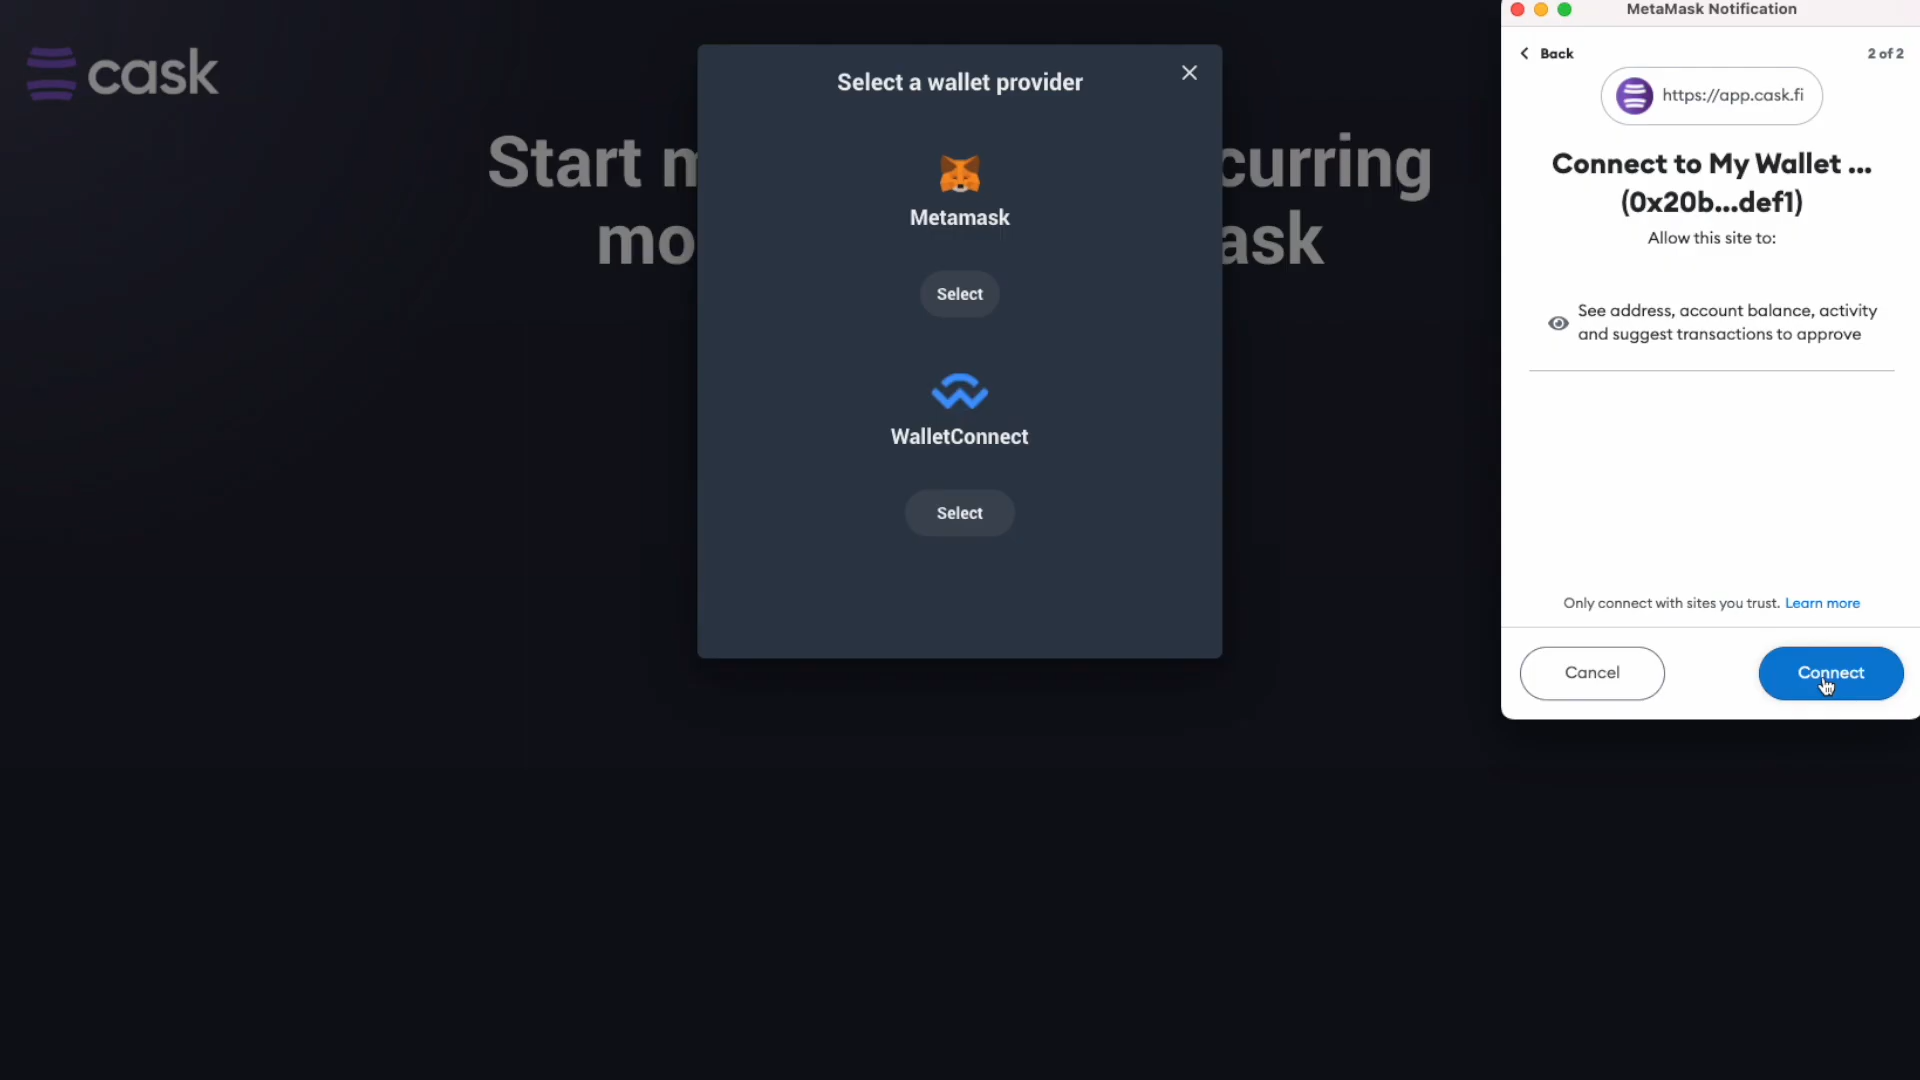 cask
Start m
curring
mo
ask
Select a wallet provider
Metamask
Select
WalletConnect
Select
MetaMask Notification
Back
2 of 2
https://app.cask.fi
Connect to My Wallet ...
(0x20b...def1)
Allow this site to:
See address, account balance, activity
and suggest transactions to approve
Only connect with sites you trust. Learn more
Cancel
Connect